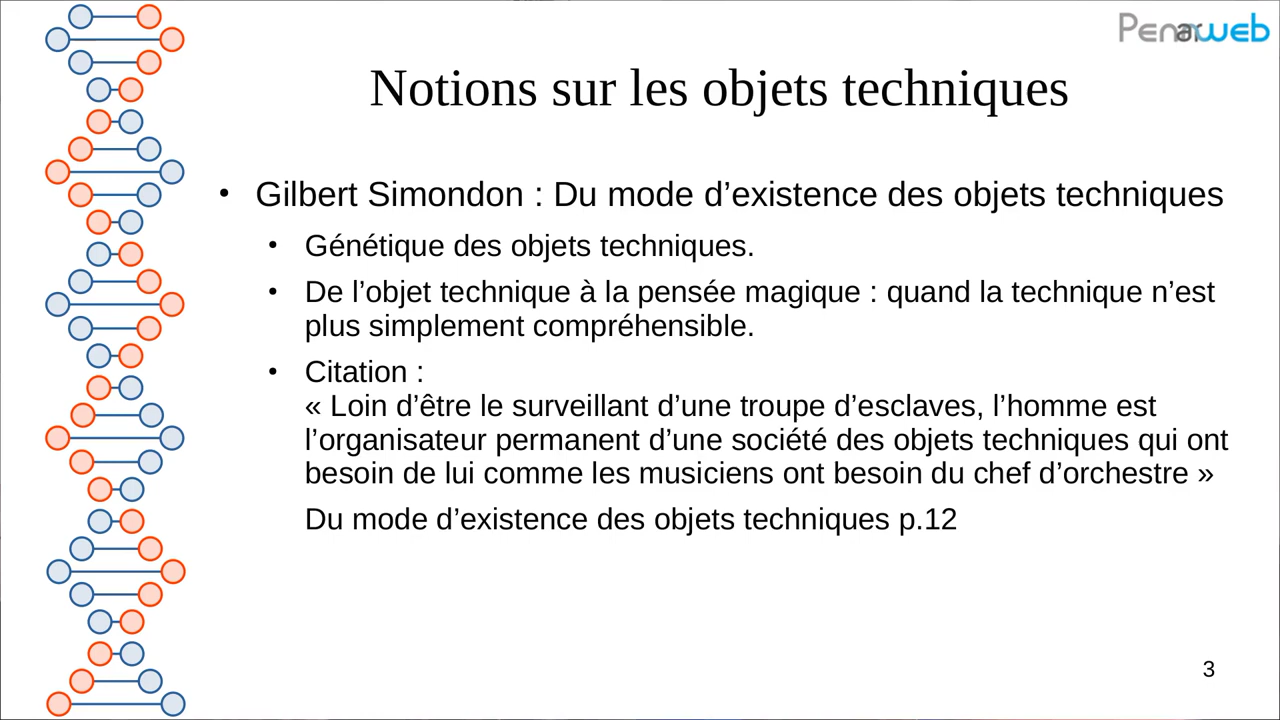 Penarweb
Notions sur les objets techniques
• Gilbert Simondon : Du mode d’existence des objets techniques
• Génétique des objets techniques.
• De l’objet technique à la pensée magique : quand la technique n’est
plus simplement compréhensible.
• Citation :
« Loin d’être le surveillant d’une troupe d’esclaves, l’homme est
l’organisateur permanent d’une société des objets techniques qui ont
besoin de lui comme les musiciens ont besoin du chef d’orchestre »
Du mode d’existence des objets techniques p.12
3